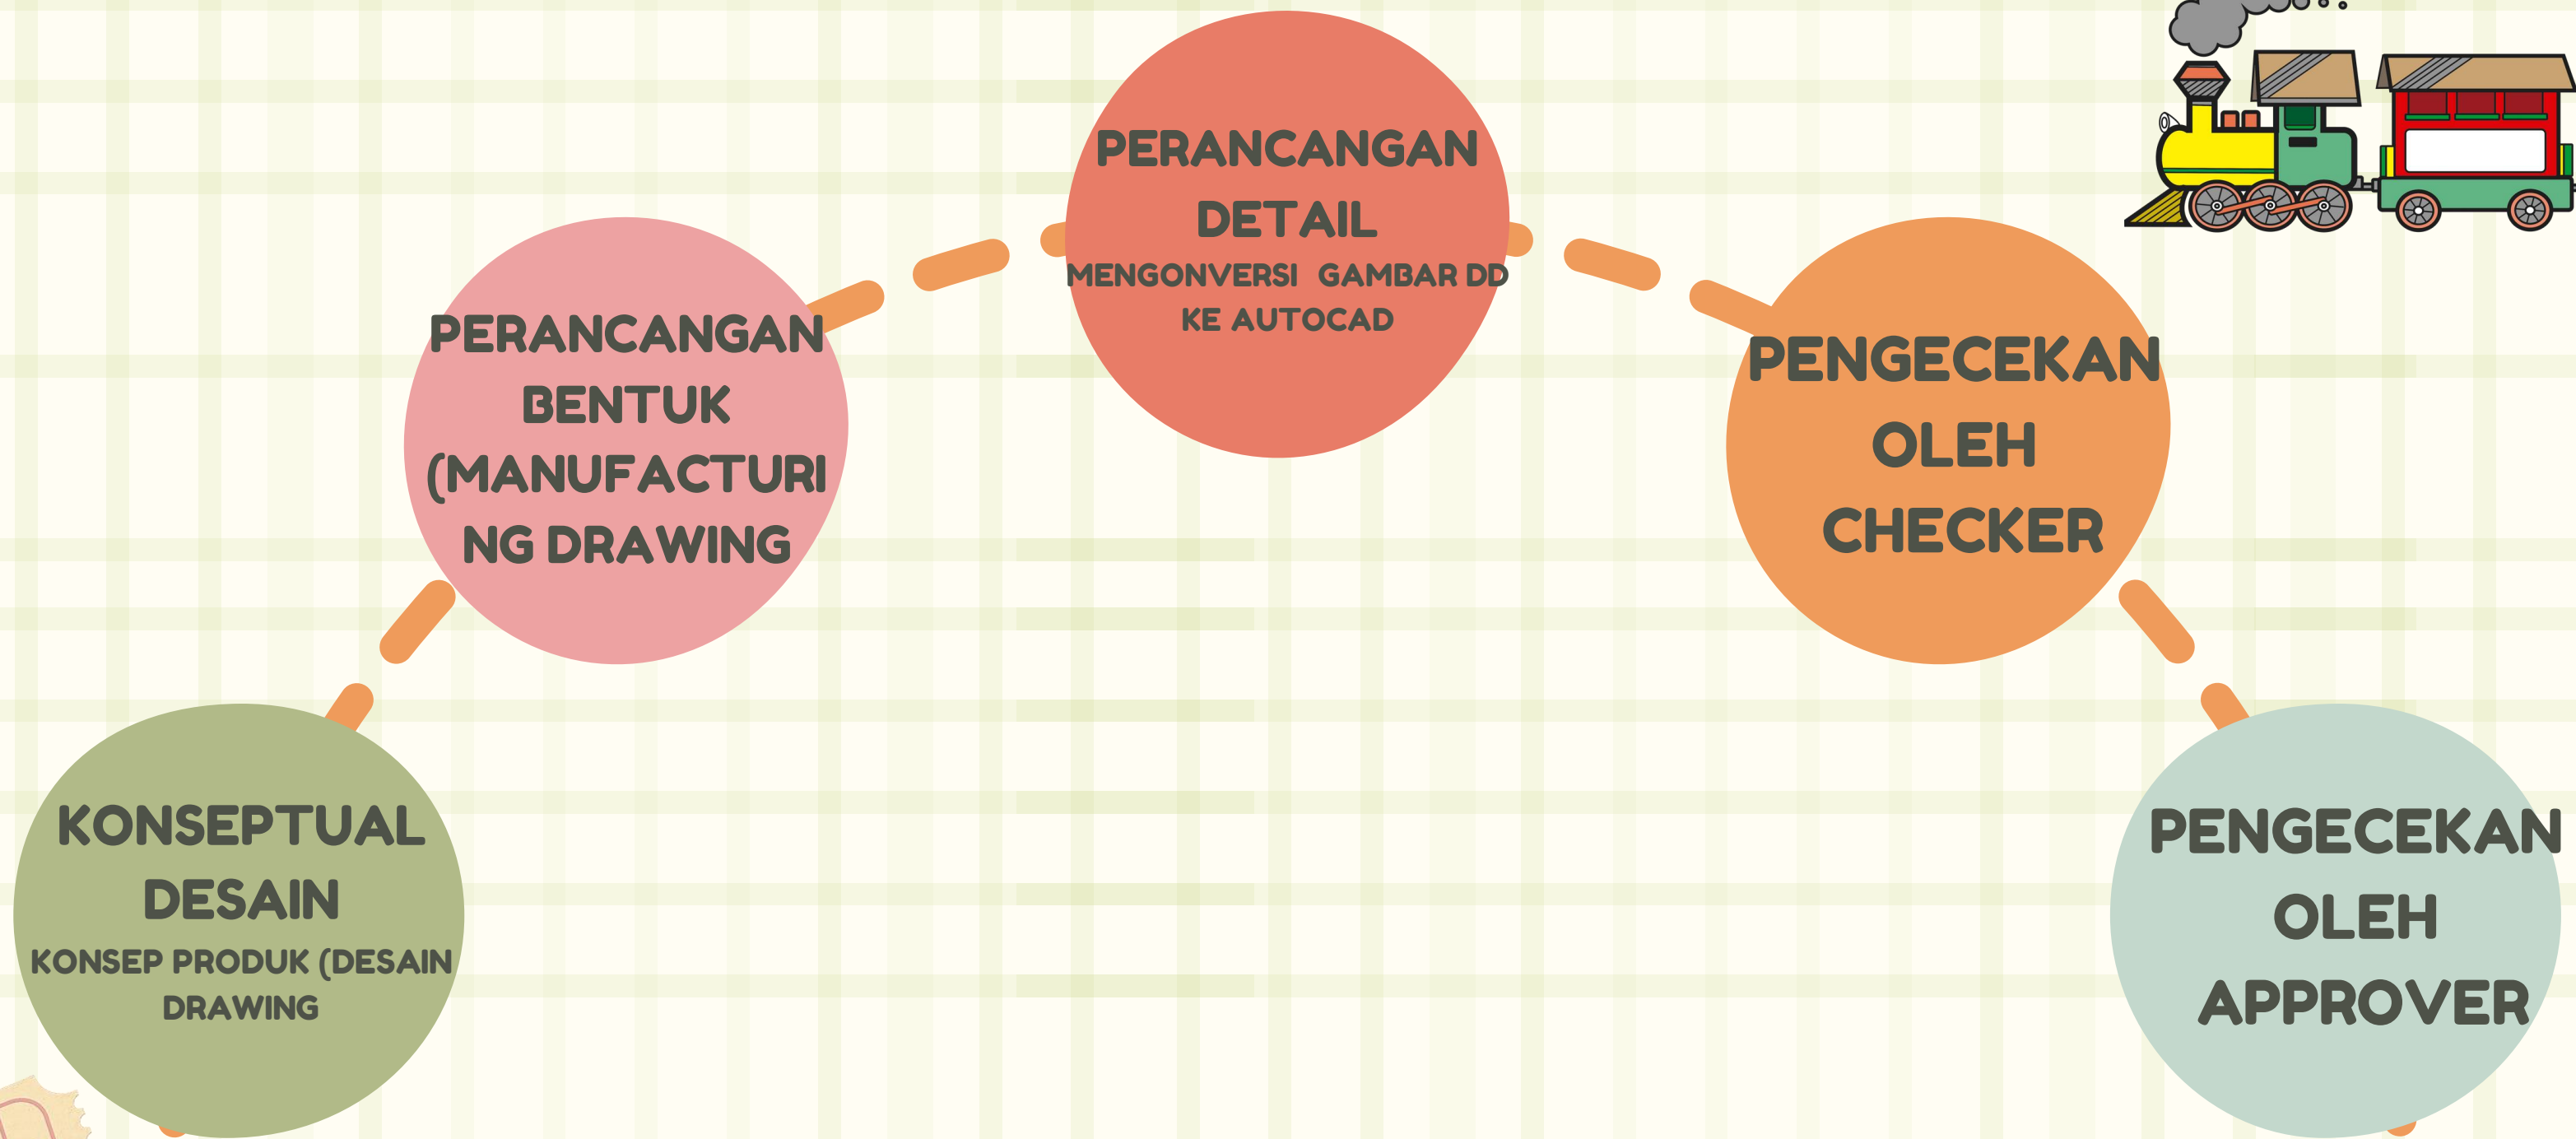 KONSEPTUAL
DESAIN
KONSEP PRODUK (DESAIN
DRAWING
PERANCANGAN
BENTUK
(MANUFACTURI
NG DRAWING
PERANCANGAN
DETAIL
MENGONVERSI GAMBAR DD
KE AUTOCAD
PENGECEKAN
OLEH
CHECKER
PENGECEKAN
OLEH
APPROVER